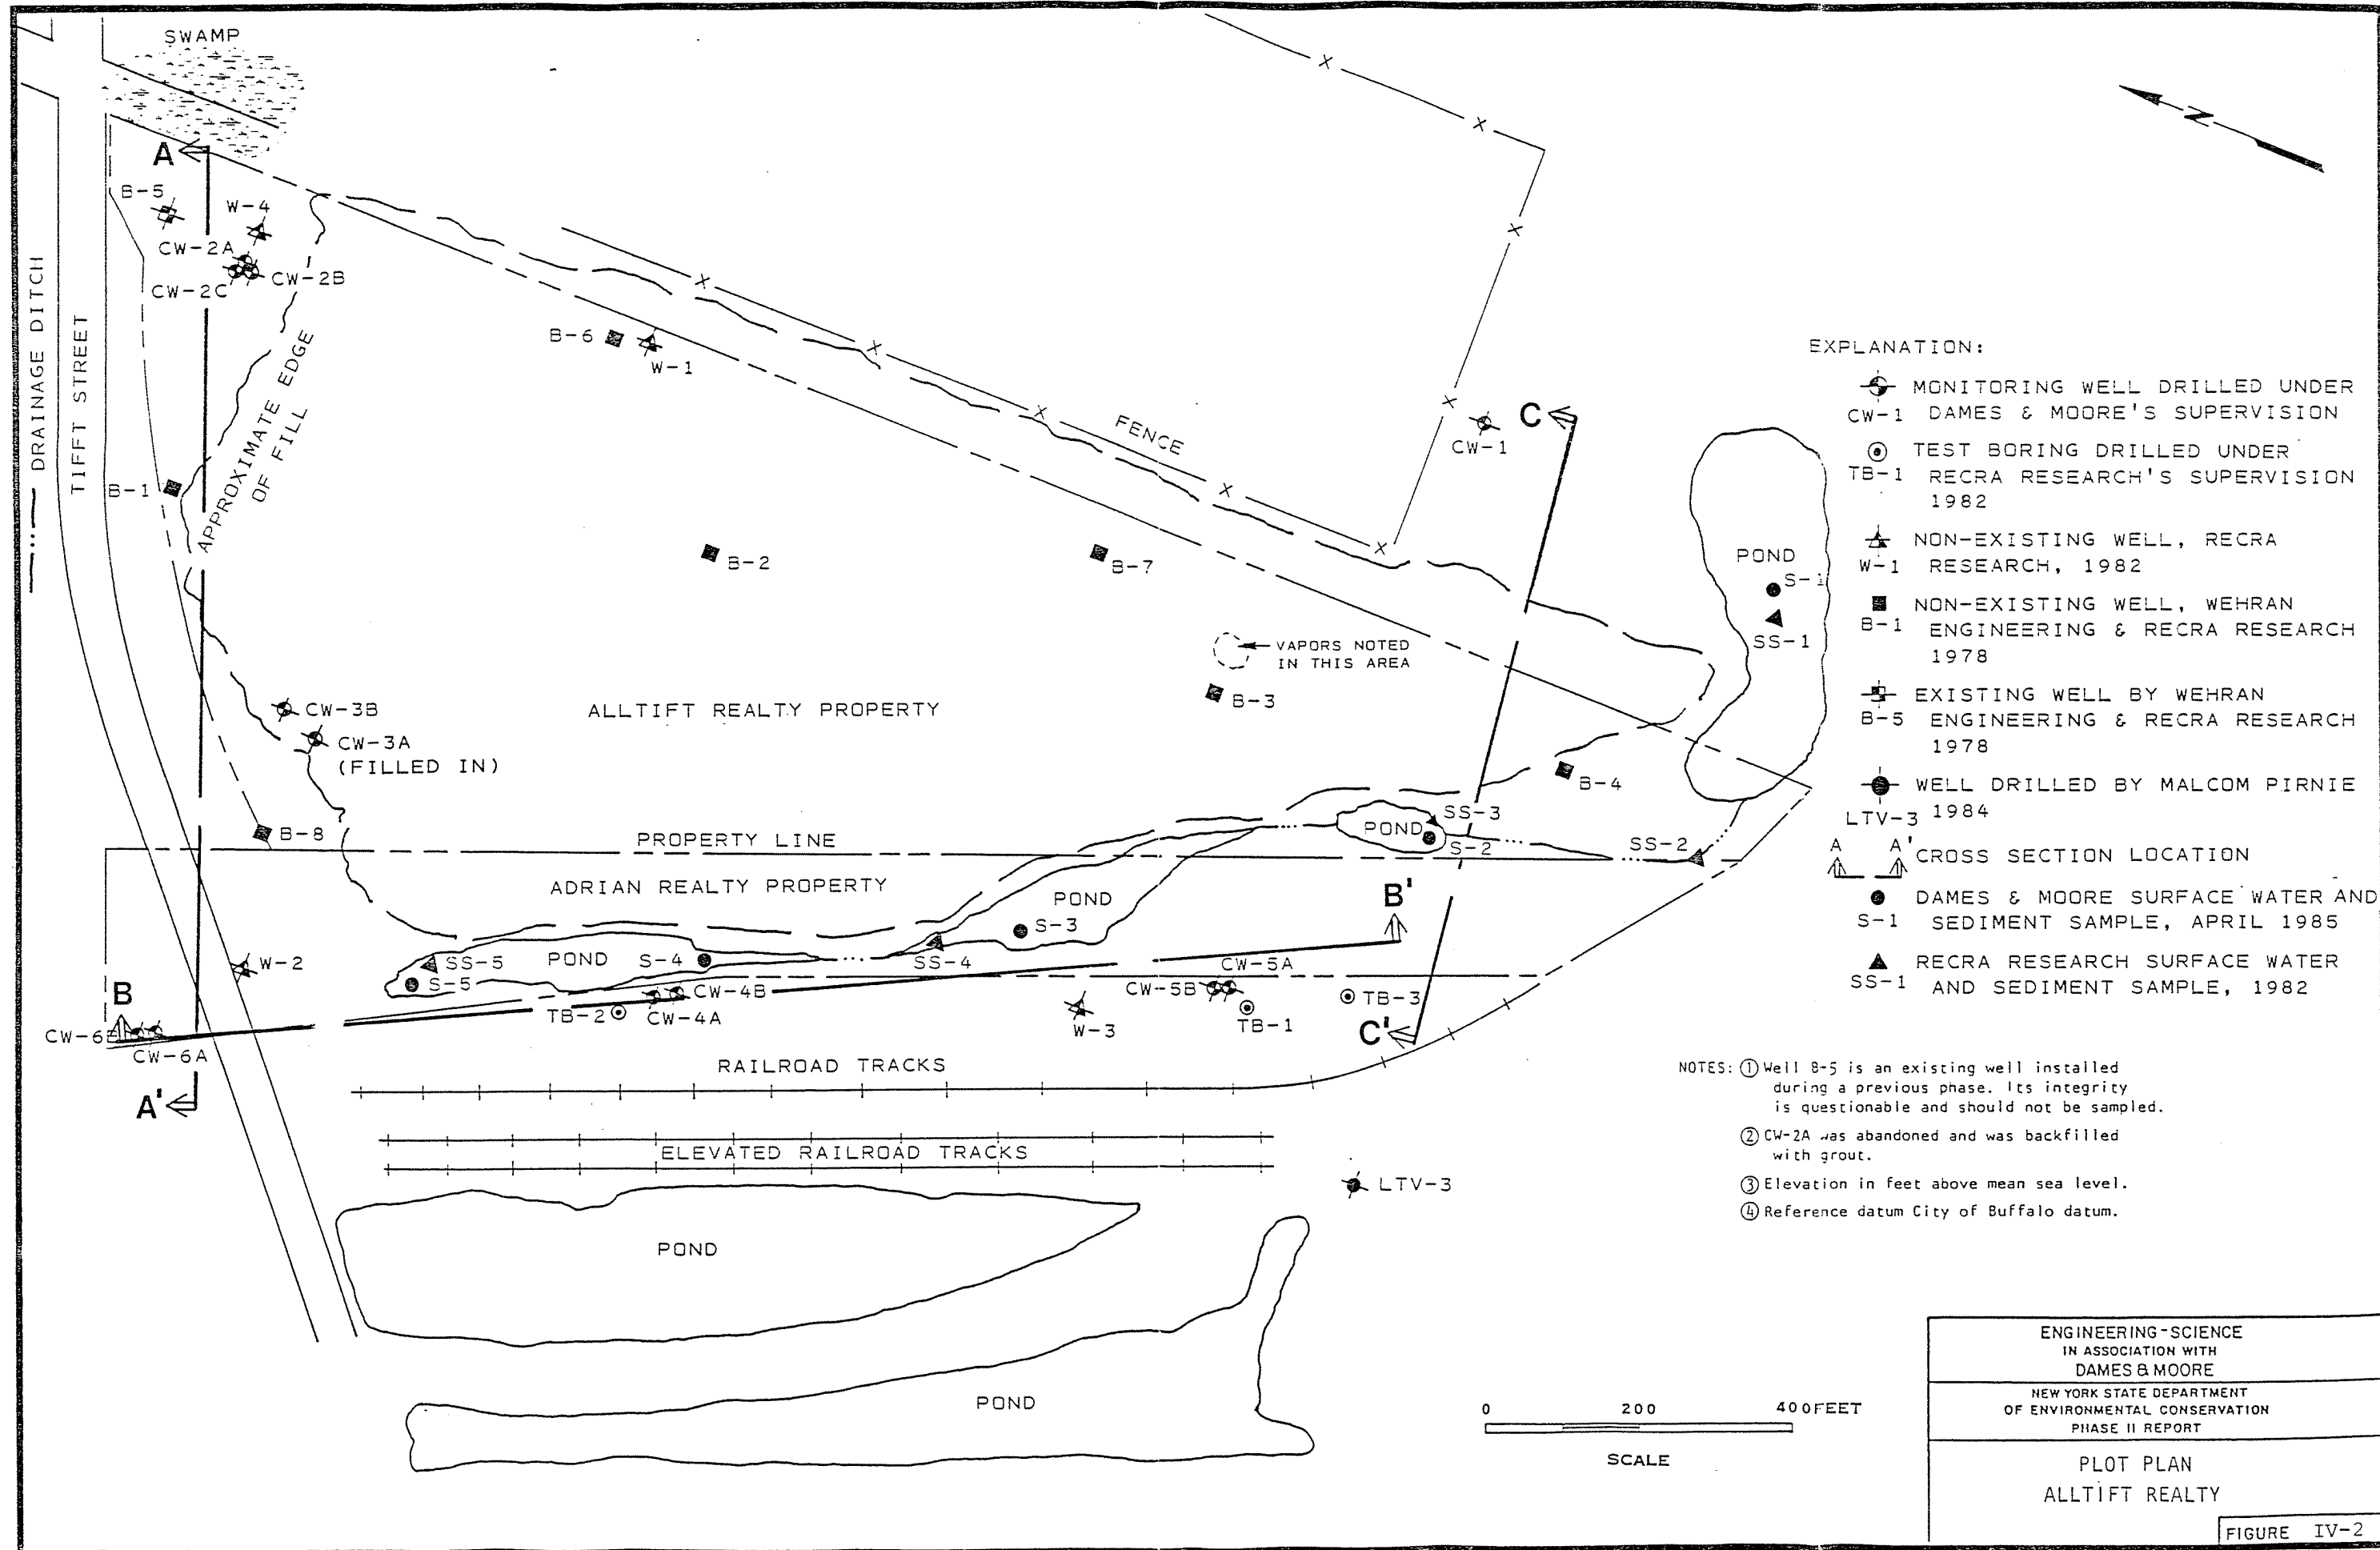 SWAMP
N
A
B-5
W-4
CW-2A
CW-2B
CW-2C
DRAINAGE DITCH
TIFFT STREET
APPROXIMATE EDGE
OF FILL
B-6
W-1
FENCE
C
CW-1
B-1
B-2
B-7
VAPORS NOTED
IN THIS AREA
B-3
ALLTIFT REALTY PROPERTY
CW-3B
CW-3A
(FILLED IN)
B-8
B-4
POND
S-1
SS-1
PROPERTY LINE
SS-3
POND
S-2
SS-2
ADRIAN REALTY PROPERTY
POND
S-3
B'
W-2
SS-5
POND
S-4
SS-4
CW-5A
S-5
CW-4B
CW-5B
TB-3
B
TB-2
CW-4A
W-3
TB-1
C'
CW-6B
CW-6A
A'
RAILROAD TRACKS
ELEVATED RAILROAD TRACKS
LTV-3
POND
POND
EXPLANATION:
MONITORING WELL DRILLED UNDER
CW-1 DAMES & MOORE'S SUPERVISION
TEST BORING DRILLED UNDER
TB-1 RECRA RESEARCH'S SUPERVISION
1982
NON-EXISTING WELL, RECRA
W-1 RESEARCH, 1982
NON-EXISTING WELL, WEHRAN
B-1 ENGINEERING & RECRA RESEARCH
1978
EXISTING WELL BY WEHRAN
B-5 ENGINEERING & RECRA RESEARCH
1978
WELL DRILLED BY MALCOM PIRNIE
LTV-3 1984
A A' CROSS SECTION LOCATION
DAMES & MOORE SURFACE WATER AND
S-1 SEDIMENT SAMPLE, APRIL 1985
RECRA RESEARCH SURFACE WATER
SS-1 AND SEDIMENT SAMPLE, 1982
NOTES: ① Well B-5 is an existing well installed
during a previous phase. Its integrity
is questionable and should not be sampled.
② CW-2A was abandoned and was backfilled
with grout.
③ Elevation in feet above mean sea level.
④ Reference datum City of Buffalo datum.
0 200 400 FEET
SCALE
ENGINEERING-SCIENCE
IN ASSOCIATION WITH
DAMES & MOORE
NEW YORK STATE DEPARTMENT
OF ENVIRONMENTAL CONSERVATION
PHASE II REPORT
PLOT PLAN
ALLTIFT REALTY
FIGURE IV-2